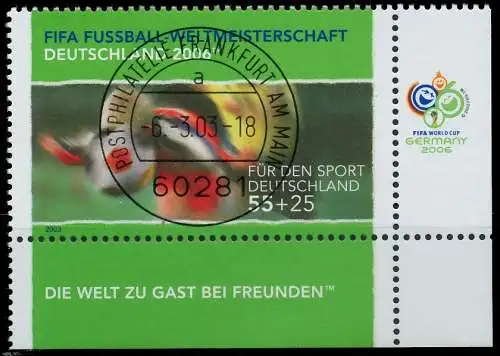 FIFA FUSSBALL-WELTMEISTERSCHAFT
DEUTSCHLAND 2006™
POSTPHILATELIE FRANKFURT AM MAIN
a
-6.-3.03-18
60281
FÜR DEN SPORT
DEUTSCHLAND
55+25
2003
DIE WELT ZU GAST BEI FREUNDEN™
FIFA WORLD CUP
GERMANY
2006